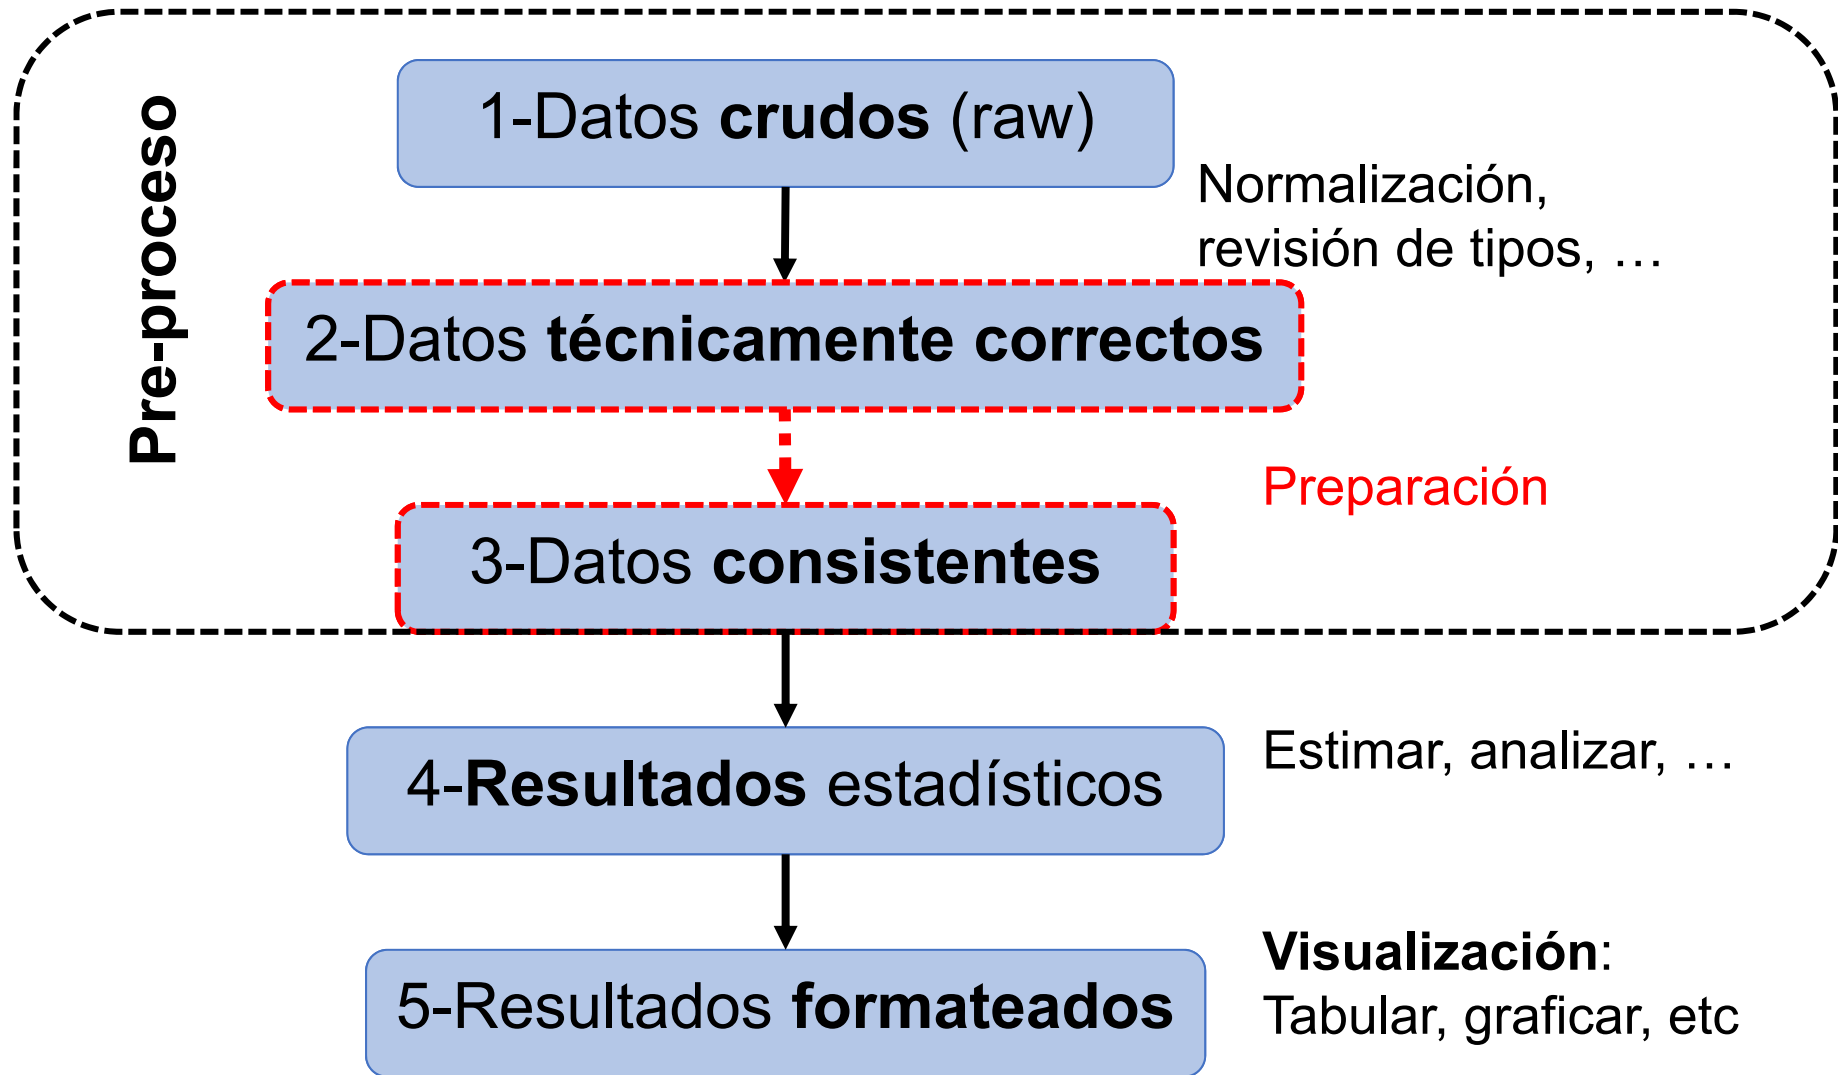 Pre-proceso
1-Datos crudos (raw)
Normalización,
revisión de tipos, …
2-Datos técnicamente correctos
Preparación
3-Datos consistentes
4-Resultados estadísticos
Estimar, analizar, …
5-Resultados formateados
Visualización:
Tabular, graficar, etc